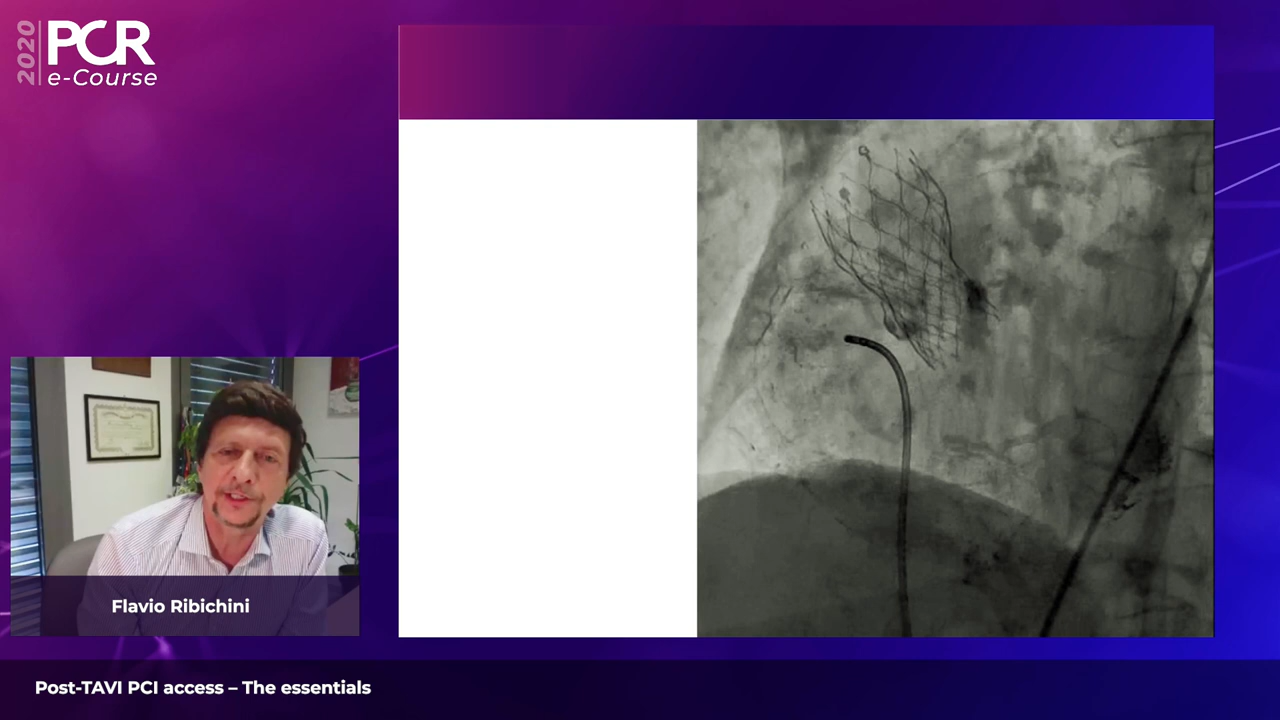 2020
PCR
e-Course
Flavio Ribichini
Post-TAVI PCI access – The essentials